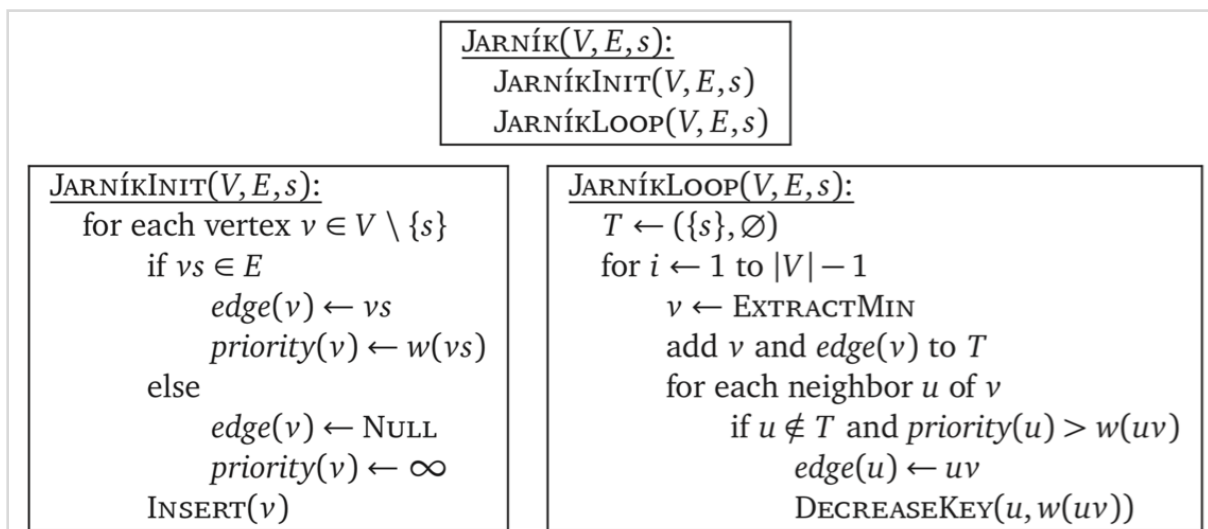 JARNÍK(V, E, s):
JARNÍKINIT(V, E, s)
JARNÍKLOOP(V, E, s)
JARNÍKINIT(V, E, s):
for each vertex v ∈ V \ {s}
if vs ∈ E
edge(v) ← vs
priority(v) ← w(vs)
else
edge(v) ← NULL
priority(v) ← ∞
INSERT(v)
JARNÍKLOOP(V, E, s):
T ← ({s}, ∅)
for i ← 1 to |V| − 1
v ← EXTRACTMIN
add v and edge(v) to T
for each neighbor u of v
if u ∉ T and priority(u) > w(uv)
edge(u) ← uv
DECREASEKEY(u, w(uv))